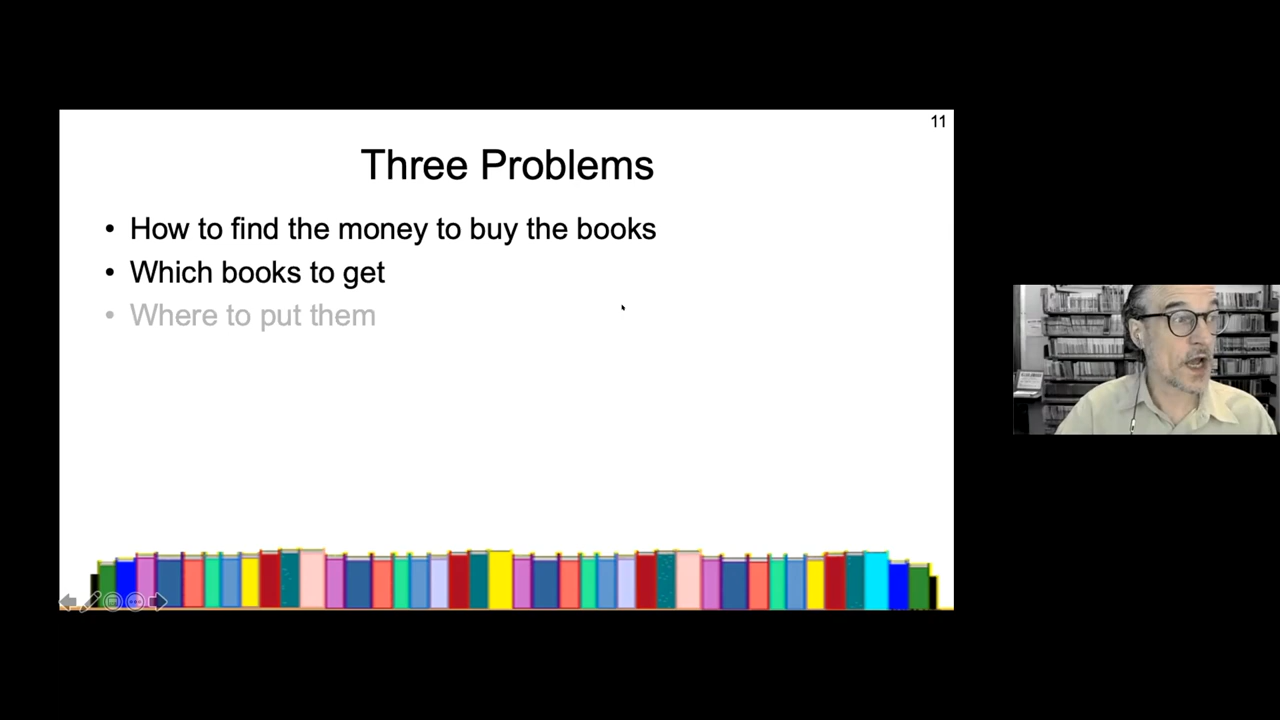 11
Three Problems
• How to find the money to buy the books
• Which books to get
• Where to put them